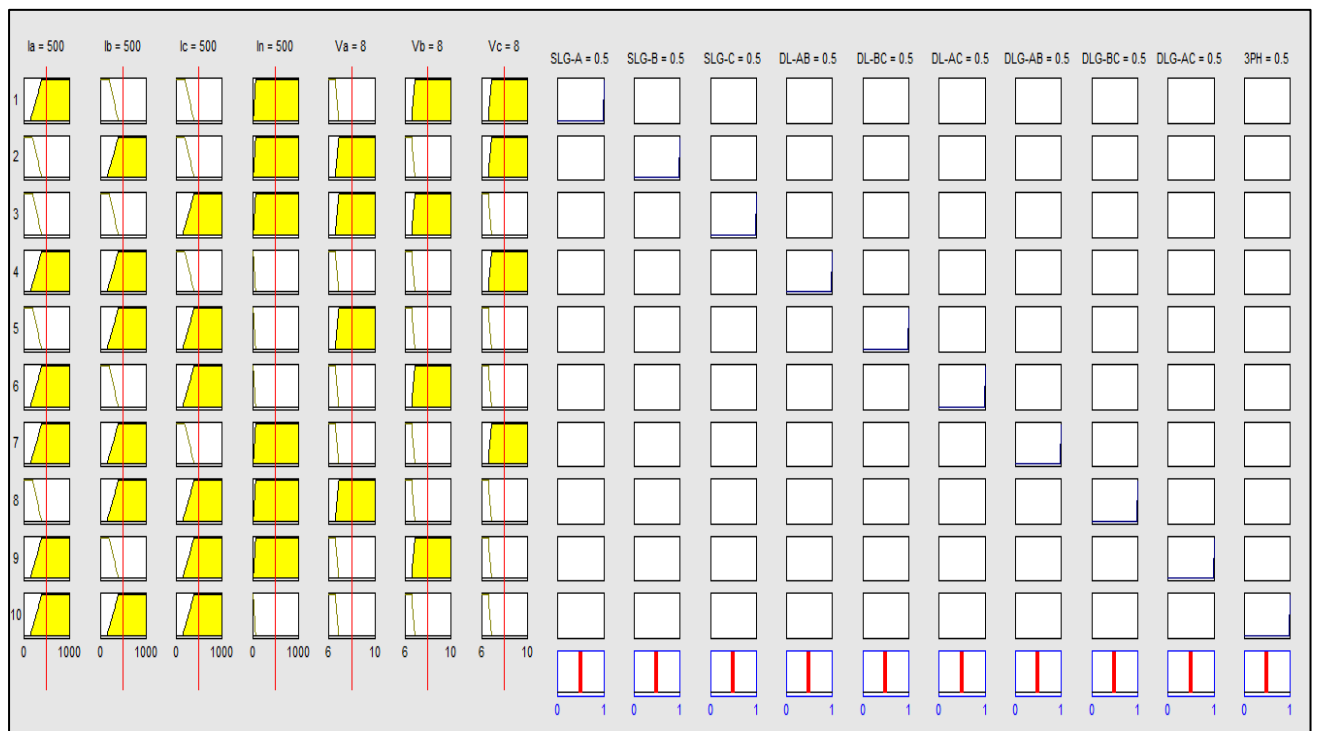 Ia = 500 Ib = 500 Ic = 500 In = 500 Va = 8 Vb = 8 Vc = 8
SLG-A = 0.5 SLG-B = 0.5 SLG-C = 0.5 DL-AB = 0.5 DL-BC = 0.5 DL-AC = 0.5 DLG-AB = 0.5 DLG-BC = 0.5 DLG-AC = 0.5 3PH = 0.5
1
2
3
4
5
6
7
8
9
10
0 1000 0 1000 0 1000 0 1000 6 10 6 10 6 10
0 1 0 1 0 1 0 1 0 1 0 1 0 1 0 1 0 1 0 1